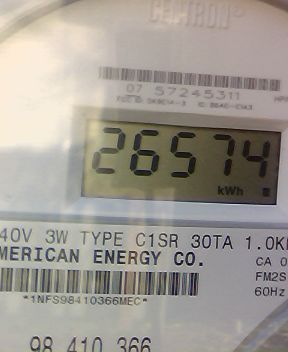 CENTRON®
07 57245311
26574
kWh
40V 3W TYPE C1SR 30TA 1.0K
MERICAN ENERGY CO.
CA 0
FM2S
60Hz
*1NFS98410366MEC*
98 410 366